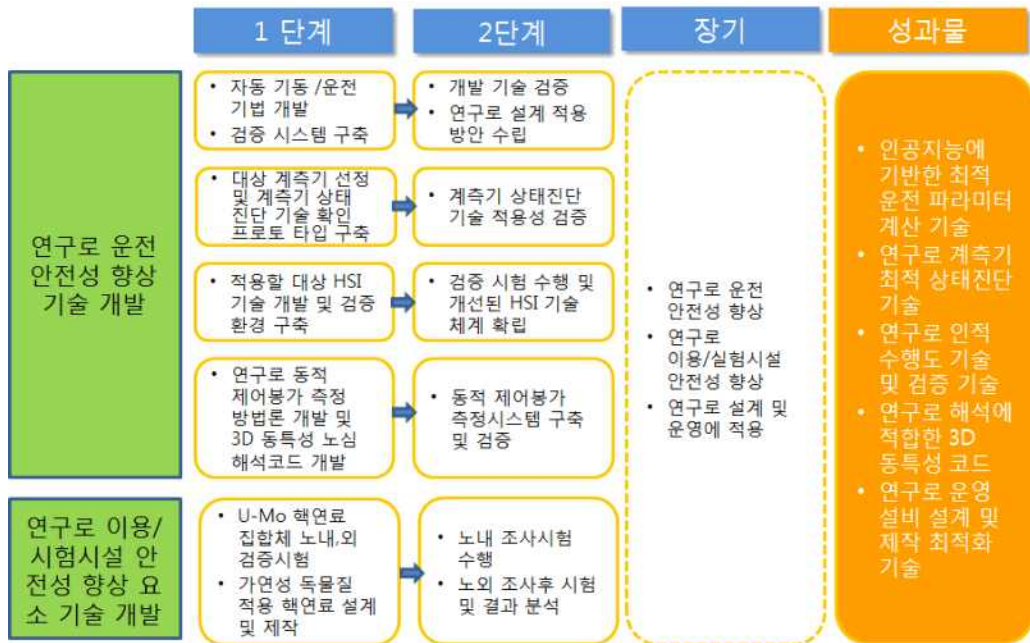 1 단계
2단계
장기
성과물
연구로 운전
안전성 향상
기술 개발
• 자동 기동 /운전
기법 개발
• 검증 시스템 구축
• 개발 기술 검증
• 연구로 설계 적용
방안 수립
• 대상 계측기 선정
및 계측기 상태
진단 기술 확인
프로토 타입 구축
• 계측기 상태진단
기술 적용성 검증
• 적용할 대상 HSI
기술 개발 및 검증
환경 구축
• 검증 시험 수행 및
개선된 HSI 기술
체계 확립
• 연구로 동적
제어봉가 측정
방법론 개발 및
3D 동특성 노심
해석코드 개발
• 동적 제어봉가
측정시스템 구축
및 검증
연구로 이용/
시험시설 안
전성 향상 요
소 기술 개발
• U-Mo 핵연료
집합체 노내,외
검증시험
• 가연성 독물질
적용 핵연료 설계
및 제작
• 노내 조사시험
수행
• 노외 조사후 시험
및 결과 분석
• 연구로 운전
안전성 향상
• 연구로
이용/실험시설
안전성 향상
• 연구로 설계 및
운영에 적용
• 인공지능에
기반한 최적
운전 파라미터
계산 기술
• 연구로 계측기
최적 상태진단
기술
• 연구로 인적
수행도 기술
및 검증 기술
• 연구로 해석에
적합한 3D
동특성 코드
• 연구로 운영
설비 설계 및
제작 최적화
기술